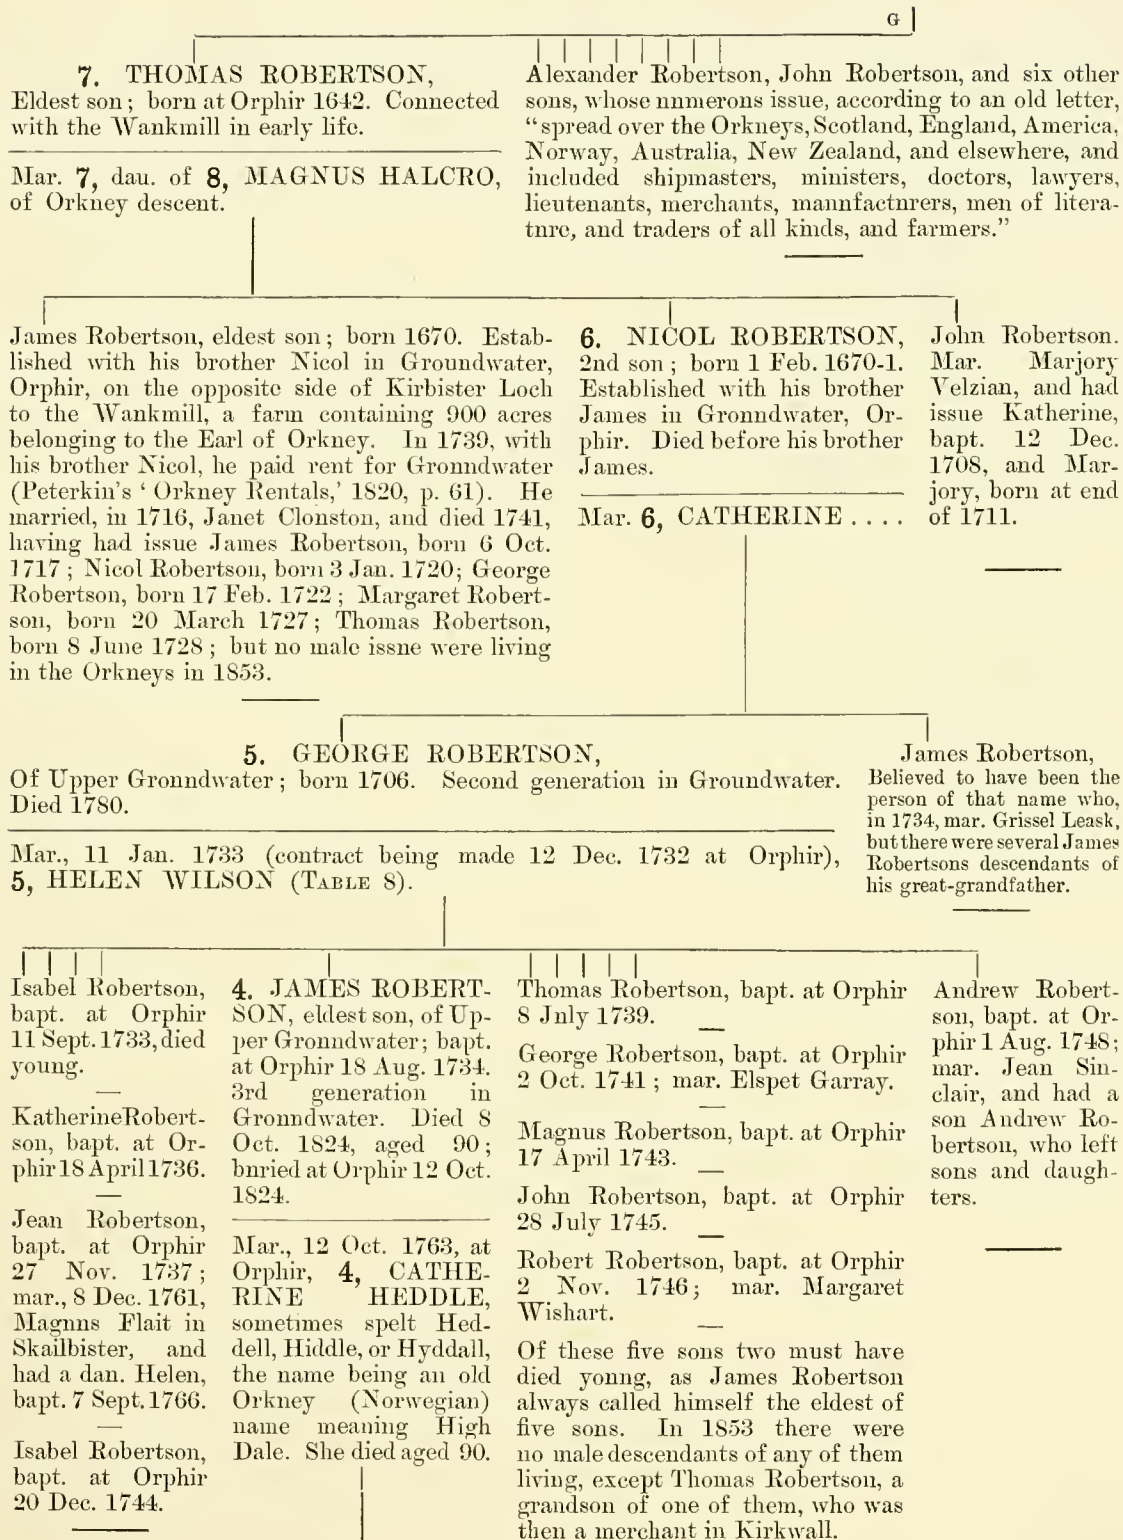 G
7. THOMAS ROBERTSON,
Eldest son; born at Orphir 1642. Connected
with the Waukmill in early life.
Mar. 7, dau. of 8, MAGNUS HALCRO,
of Orkney descent.
Alexander Robertson, John Robertson, and six other
sons, whose numerous issue, according to an old letter,
“spread over the Orkneys, Scotland, England, America,
Norway, Australia, New Zealand, and elsewhere, and
included shipmasters, ministers, doctors, lawyers,
lieutenants, merchants, manufacturers, men of litera-
ture, and traders of all kinds, and farmers.”
James Robertson, eldest son; born 1670. Estab-
lished with his brother Nicol in Groundwater,
Orphir, on the opposite side of Kirbister Loch
to the Waukmill, a farm containing 900 acres
belonging to the Earl of Orkney. In 1739, with
his brother Nicol, he paid rent for Groundwater
(Peterkin's ‘Orkney Rentals,’ 1820, p. 61). He
married, in 1716, Janet Clouston, and died 1741,
having had issue James Robertson, born 6 Oct.
1717; Nicol Robertson, born 3 Jan. 1720; George
Robertson, born 17 Feb. 1722; Margaret Robert-
son, born 20 March 1727; Thomas Robertson,
born 8 June 1728; but no male issue were living
in the Orkneys in 1853.
6. NICOL ROBERTSON,
2nd son; born 1 Feb. 1670-1.
Established with his brother
James in Groundwater, Or-
phir. Died before his brother
James.
Mar. 6, CATHERINE ....
John Robertson.
Mar. Marjory
Velzian, and had
issue Katherine,
bapt. 12 Dec.
1708, and Mar-
jory, born at end
of 1711.
5. GEORGE ROBERTSON,
Of Upper Groundwater; born 1706. Second generation in Groundwater.
Died 1780.
Mar., 11 Jan. 1733 (contract being made 12 Dec. 1732 at Orphir),
5, HELEN WILSON (TABLE 8).
James Robertson,
Believed to have been the
person of that name who,
in 1734, mar. Grissel Leask,
but there were several James
Robertsons descendants of
his great-grandfather.
Isabel Robertson,
bapt. at Orphir
11 Sept. 1733, died
young.
Katherine Robert-
son, bapt. at Or-
phir 18 April 1736.
Jean Robertson,
bapt. at Orphir
27 Nov. 1737;
mar., 8 Dec. 1761,
Magnus Flait in
Skailbister, and
had a dau. Helen,
bapt. 7 Sept. 1766.
Isabel Robertson,
bapt. at Orphir
20 Dec. 1744.
4. JAMES ROBERT-
SON, eldest son, of Up-
per Groundwater; bapt.
at Orphir 18 Aug. 1734.
3rd generation in
Groundwater. Died 8
Oct. 1824, aged 90;
buried at Orphir 12 Oct.
1824.
Mar., 12 Oct. 1763, at
Orphir, 4, CATHE-
RINE HEDDLE,
sometimes spelt Hed-
dell, Hiddle, or Hyddall,
the name being an old
Orkney (Norwegian)
name meaning High
Dale. She died aged 90.
Thomas Robertson, bapt. at Orphir
8 July 1739.
George Robertson, bapt. at Orphir
2 Oct. 1741; mar. Elspet Garray.
Magnus Robertson, bapt. at Orphir
17 April 1743.
John Robertson, bapt. at Orphir
28 July 1745.
Robert Robertson, bapt. at Orphir
2 Nov. 1746; mar. Margaret
Wishart.
Of these five sons two must have
died young, as James Robertson
always called himself the eldest of
five sons. In 1853 there were
no male descendants of any of them
living, except Thomas Robertson, a
grandson of one of them, who was
then a merchant in Kirkwall.
Andrew Robert-
son, bapt. at Or-
phir 1 Aug. 1748;
mar. Jean Sin-
clair, and had a
son Andrew Ro-
bertson, who left
sons and daugh-
ters.